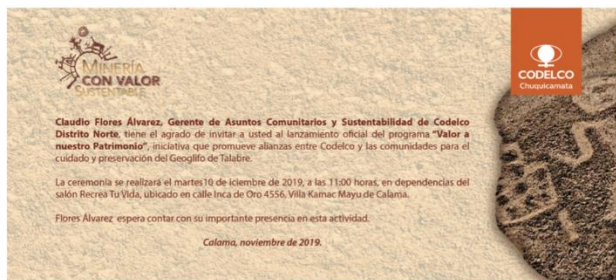 MINERÍA
CON VALOR
SUSTENTABLE
CODELCO
Chuquicamata
Claudio Flores Álvarez, Gerente de Asuntos Comunitarios y Sustentabilidad de Codelco
Distrito Norte, tiene el agrado de invitar a usted al lanzamiento oficial del programa “Valor a
nuestro Patrimonio”, iniciativa que promueve alianzas entre Codelco y las comunidades para el
cuidado y preservación del Geoglifo de Talabre.
La ceremonia se realizará el martes10 de iciembre de 2019, a las 11:00 horas, en dependencias del
salón Recrea Tu Vida, ubicado en calle Inca de Oro 4556, Villa Kamac Mayu de Calama.
Flores Álvarez espera contar con su importante presencia en esta actividad.
Calama, noviembre de 2019.